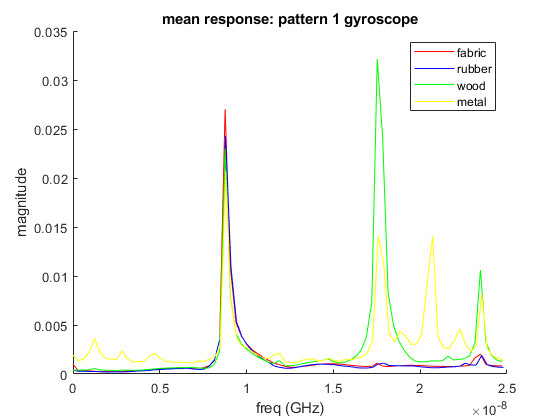 mean response: pattern 1 gyroscope
0.035
0.03
0.025
0.02
0.015
0.01
0.005
0
magnitude
fabric
rubber
wood
metal
0 0.5 1 1.5 2 2.5
freq (GHz)
×10⁻⁸